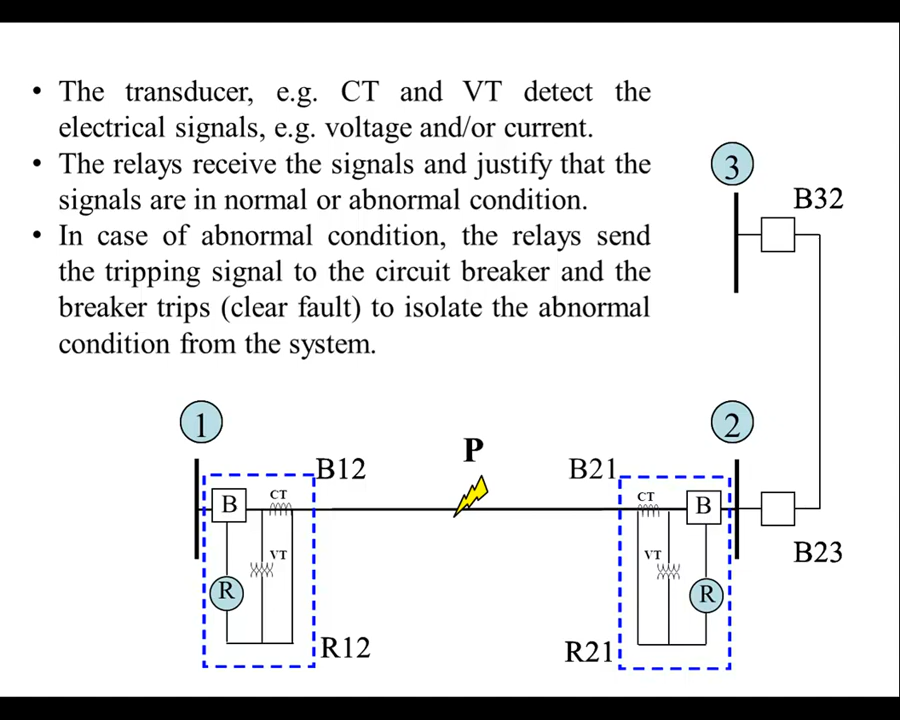 • The transducer, e.g. CT and VT detect the
electrical signals, e.g. voltage and/or current.
• The relays receive the signals and justify that the
signals are in normal or abnormal condition.
• In case of abnormal condition, the relays send
the tripping signal to the circuit breaker and the
breaker trips (clear fault) to isolate the abnormal
condition from the system.
3
B32
1
2
P
B12
B21
CT
CT
B
B
VT
VT
B23
R
R
R12
R21